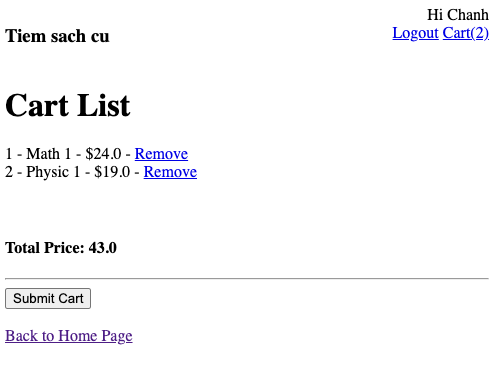 Hi Chanh
Tiem sach cu
Logout Cart(2)
Cart List
1 - Math 1 - $24.0 - Remove
2 - Physic 1 - $19.0 - Remove
Total Price: 43.0
Submit Cart
Back to Home Page